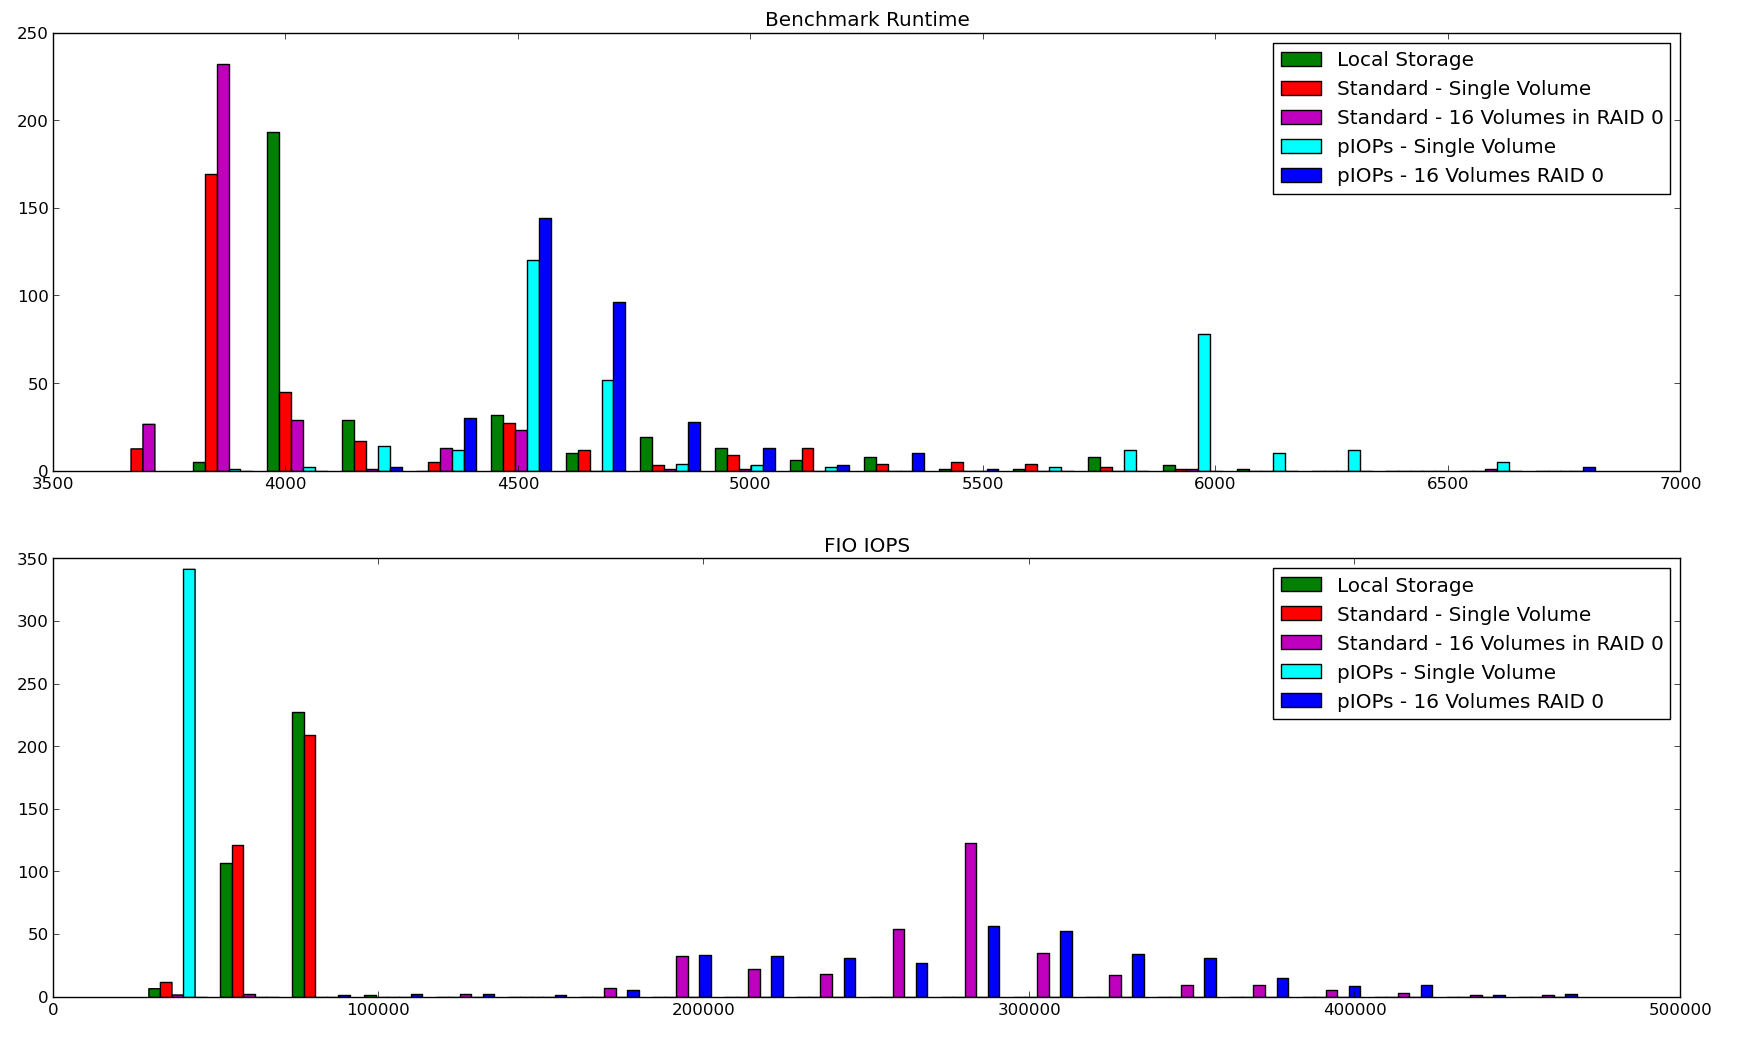 Benchmark Runtime
250
200
150
100
50
0
3500 4000 4500 5000 5500 6000 6500 7000
Local Storage
Standard - Single Volume
Standard - 16 Volumes in RAID 0
pIOPs - Single Volume
pIOPs - 16 Volumes RAID 0
FIO IOPS
350
300
250
200
150
100
50
0
0 100000 200000 300000 400000 500000
Local Storage
Standard - Single Volume
Standard - 16 Volumes in RAID 0
pIOPs - Single Volume
pIOPs - 16 Volumes RAID 0